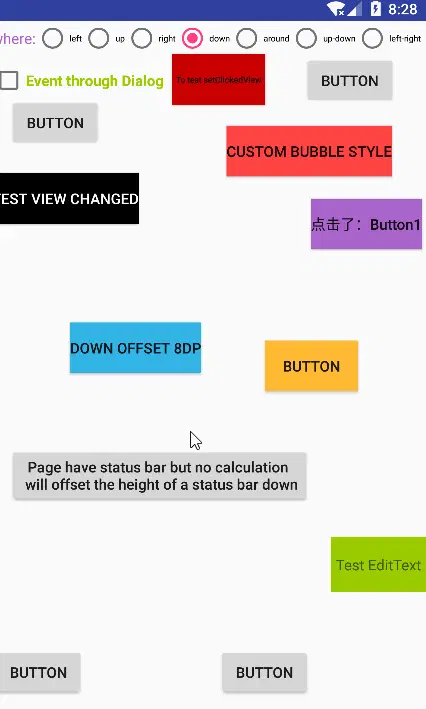 8:28
where: left up right down around up-down left-right
Event through Dialog
To test setClickedView
BUTTON
BUTTON
CUSTOM BUBBLE STYLE
TEST VIEW CHANGED
点击了：Button1
DOWN OFFSET 8DP
BUTTON
Page have status bar but no calculation
will offset the height of a status bar down
Test EditText
BUTTON
BUTTON